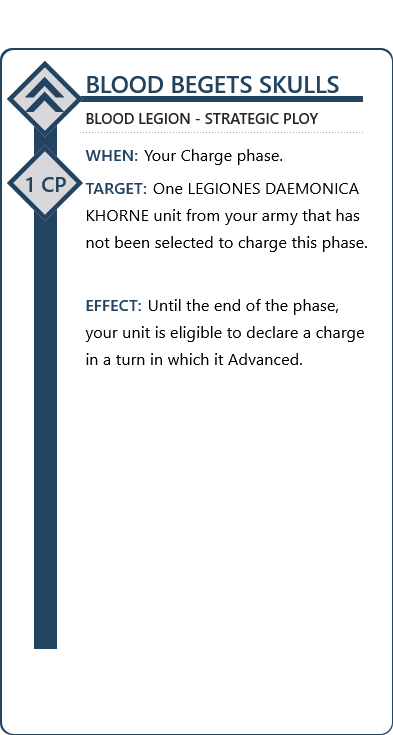 BLOOD BEGETS SKULLS
BLOOD LEGION - STRATEGIC PLOY
WHEN: Your Charge phase.
1 CP
TARGET: One LEGIONES DAEMONICA
KHORNE unit from your army that has
not been selected to charge this phase.
EFFECT: Until the end of the phase,
your unit is eligible to declare a charge
in a turn in which it Advanced.